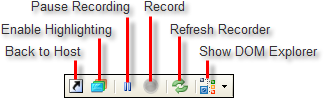 Pause Recording Record
Enable Highlighting Refresh Recorder
Back to Host Show DOM Explorer